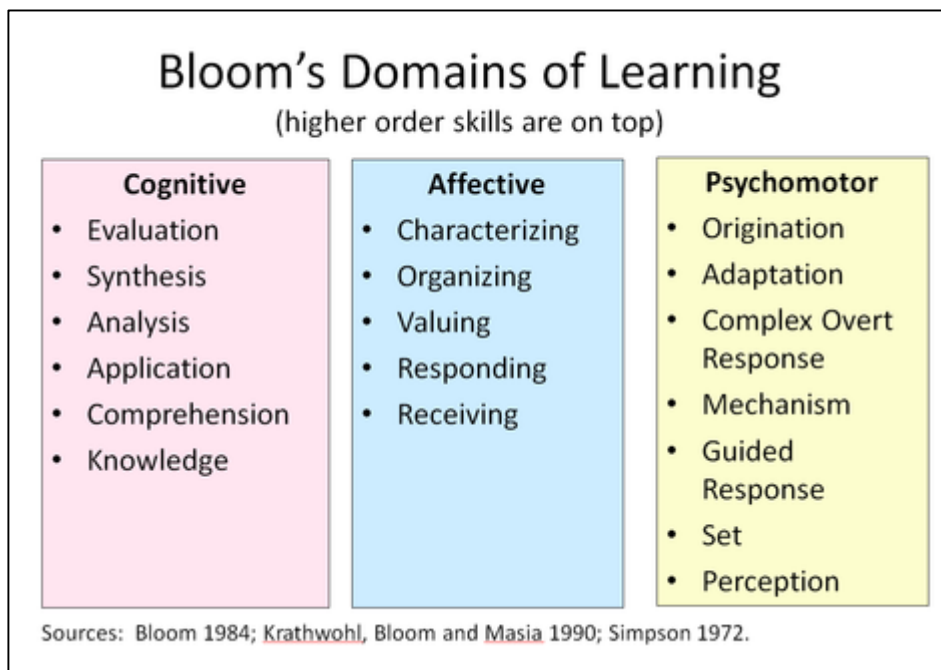 Bloom’s Domains of Learning
(higher order skills are on top)
Cognitive
• Evaluation
• Synthesis
• Analysis
• Application
• Comprehension
• Knowledge
Affective
• Characterizing
• Organizing
• Valuing
• Responding
• Receiving
Psychomotor
• Origination
• Adaptation
• Complex Overt
Response
• Mechanism
• Guided
Response
• Set
• Perception
Sources: Bloom 1984; Krathwohl, Bloom and Masia 1990; Simpson 1972.